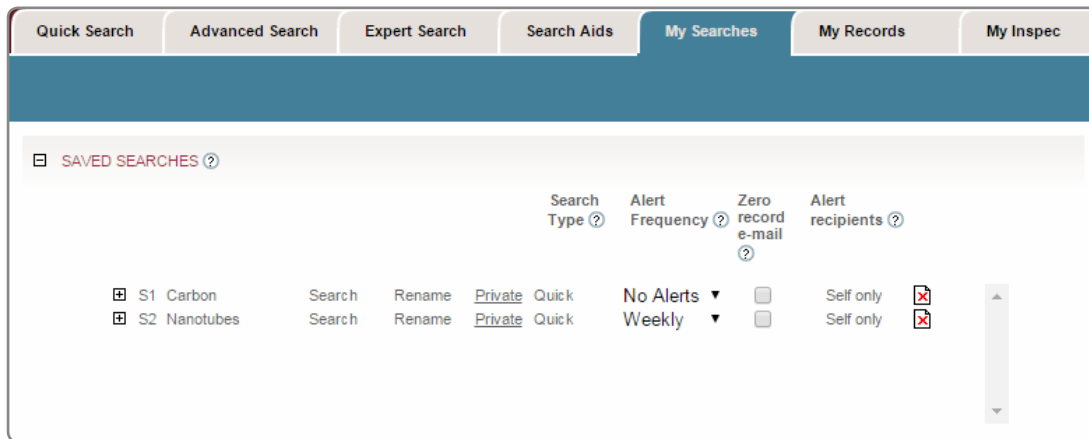 Quick Search Advanced Search Expert Search Search Aids My Searches My Records My Inspec
SAVED SEARCHES ?
Search Type ? Alert Frequency ? Zero record e-mail ? Alert recipients ?
S1 Carbon Search Rename Private Quick No Alerts Self only
S2 Nanotubes Search Rename Private Quick Weekly Self only